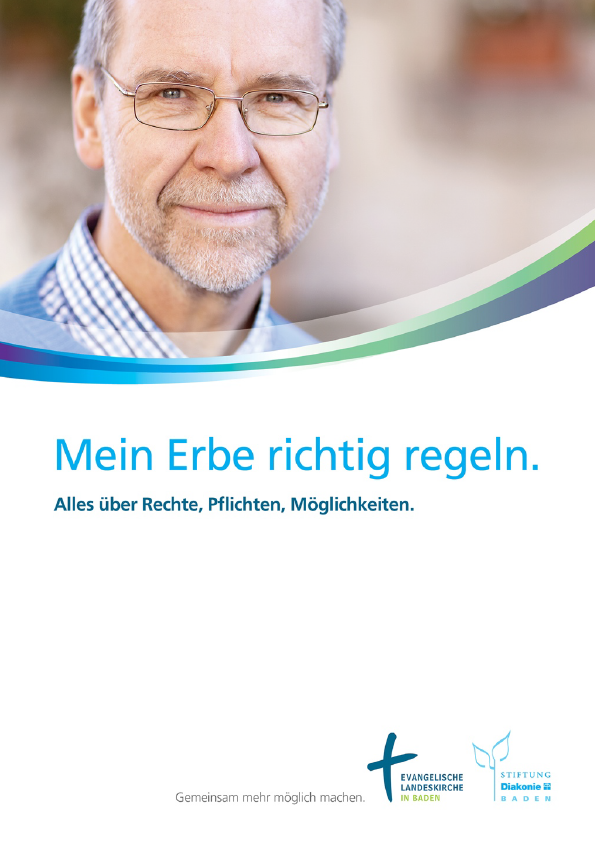 Mein Erbe richtig regeln.
Alles über Rechte, Pflichten, Möglichkeiten.
Gemeinsam mehr möglich machen.
EVANGELISCHE
LANDESKIRCHE
IN BADEN
STIFTUNG
Diakonie
BADEN